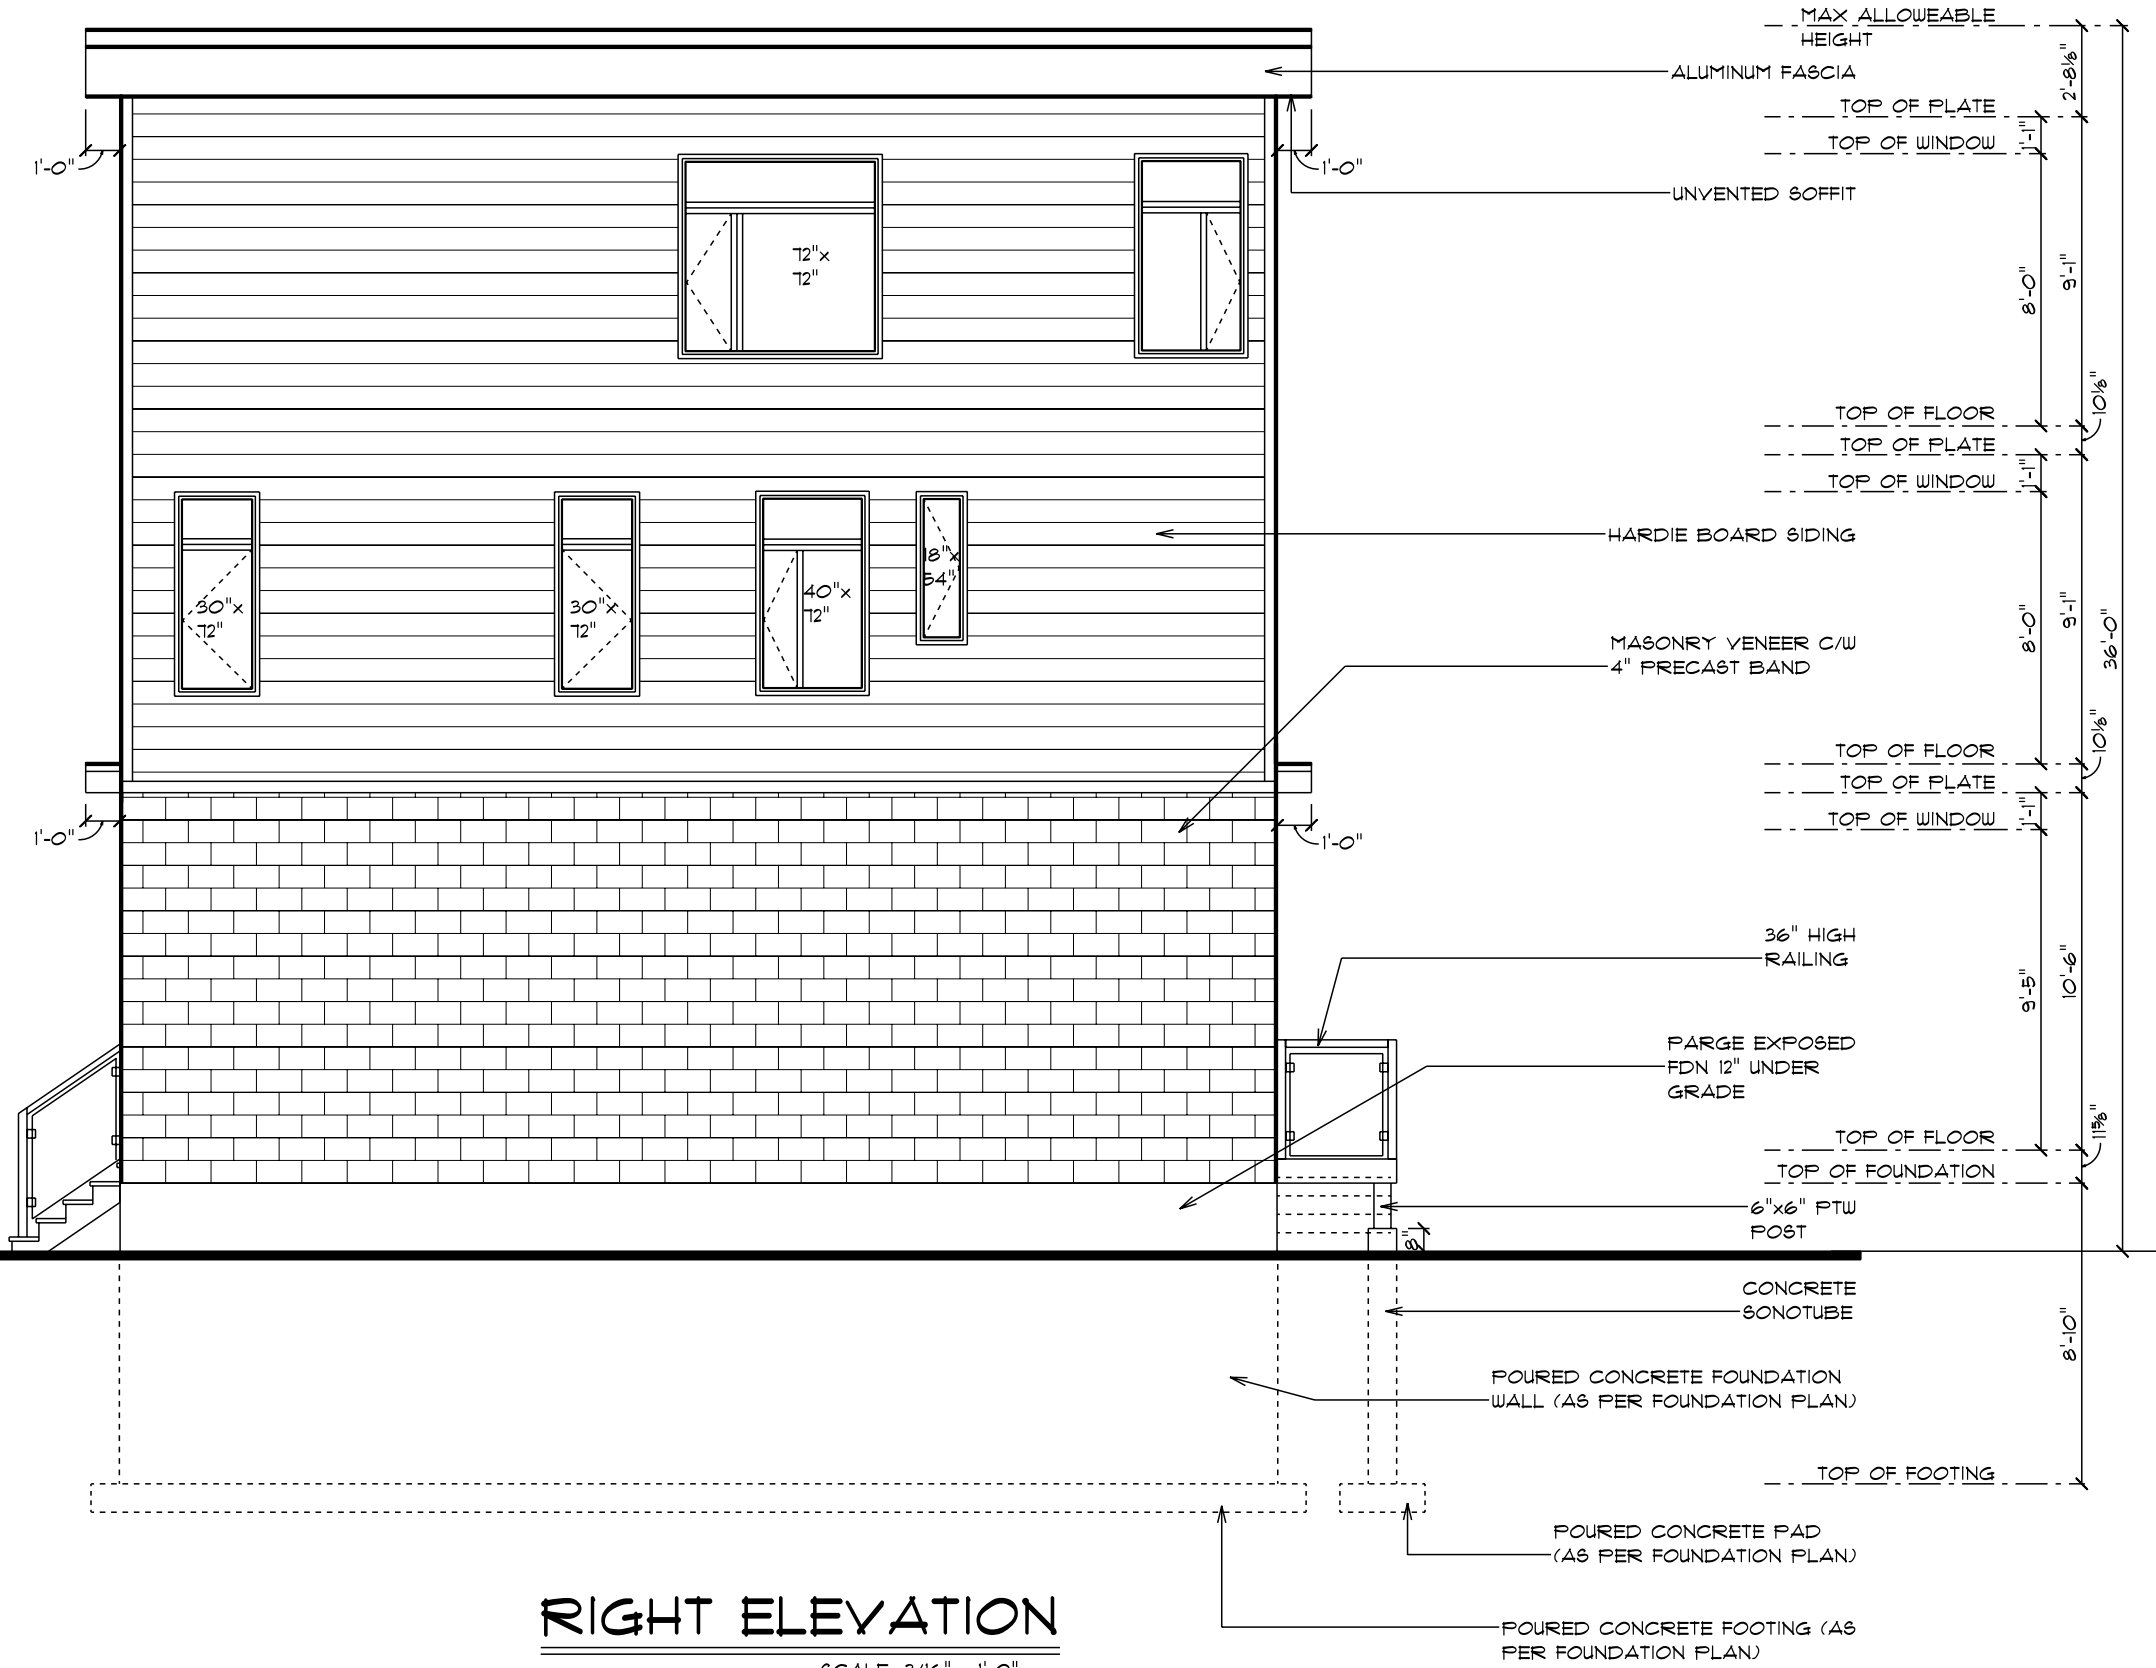 MAX ALLOWEABLE
HEIGHT
ALUMINUM FASCIA
2'-8⅛"
TOP OF PLATE
1'-1"
TOP OF WINDOW
1'-0"
1'-0"
UNVENTED SOFFIT
72"x
72"
8'-0"
9'-1"
10⅛"
TOP OF FLOOR
TOP OF PLATE
1'-1"
TOP OF WINDOW
HARDIE BOARD SIDING
18"x
54"
40"x
72"
30"x
72"
30"x
72"
8'-0"
9'-1"
36'-0"
MASONRY VENEER C/W
4" PRECAST BAND
10⅛"
TOP OF FLOOR
TOP OF PLATE
1'-1"
TOP OF WINDOW
1'-0"
1'-0"
36" HIGH
RAILING
9'-5"
10'-6"
PARGE EXPOSED
FDN 12" UNDER
GRADE
11⅝"
TOP OF FLOOR
TOP OF FOUNDATION
6"x6" PTW
POST
8"
CONCRETE
SONOTUBE
8'-10"
POURED CONCRETE FOUNDATION
WALL (AS PER FOUNDATION PLAN)
TOP OF FOOTING
POURED CONCRETE PAD
(AS PER FOUNDATION PLAN)
RIGHT ELEVATION
POURED CONCRETE FOOTING (AS
PER FOUNDATION PLAN)